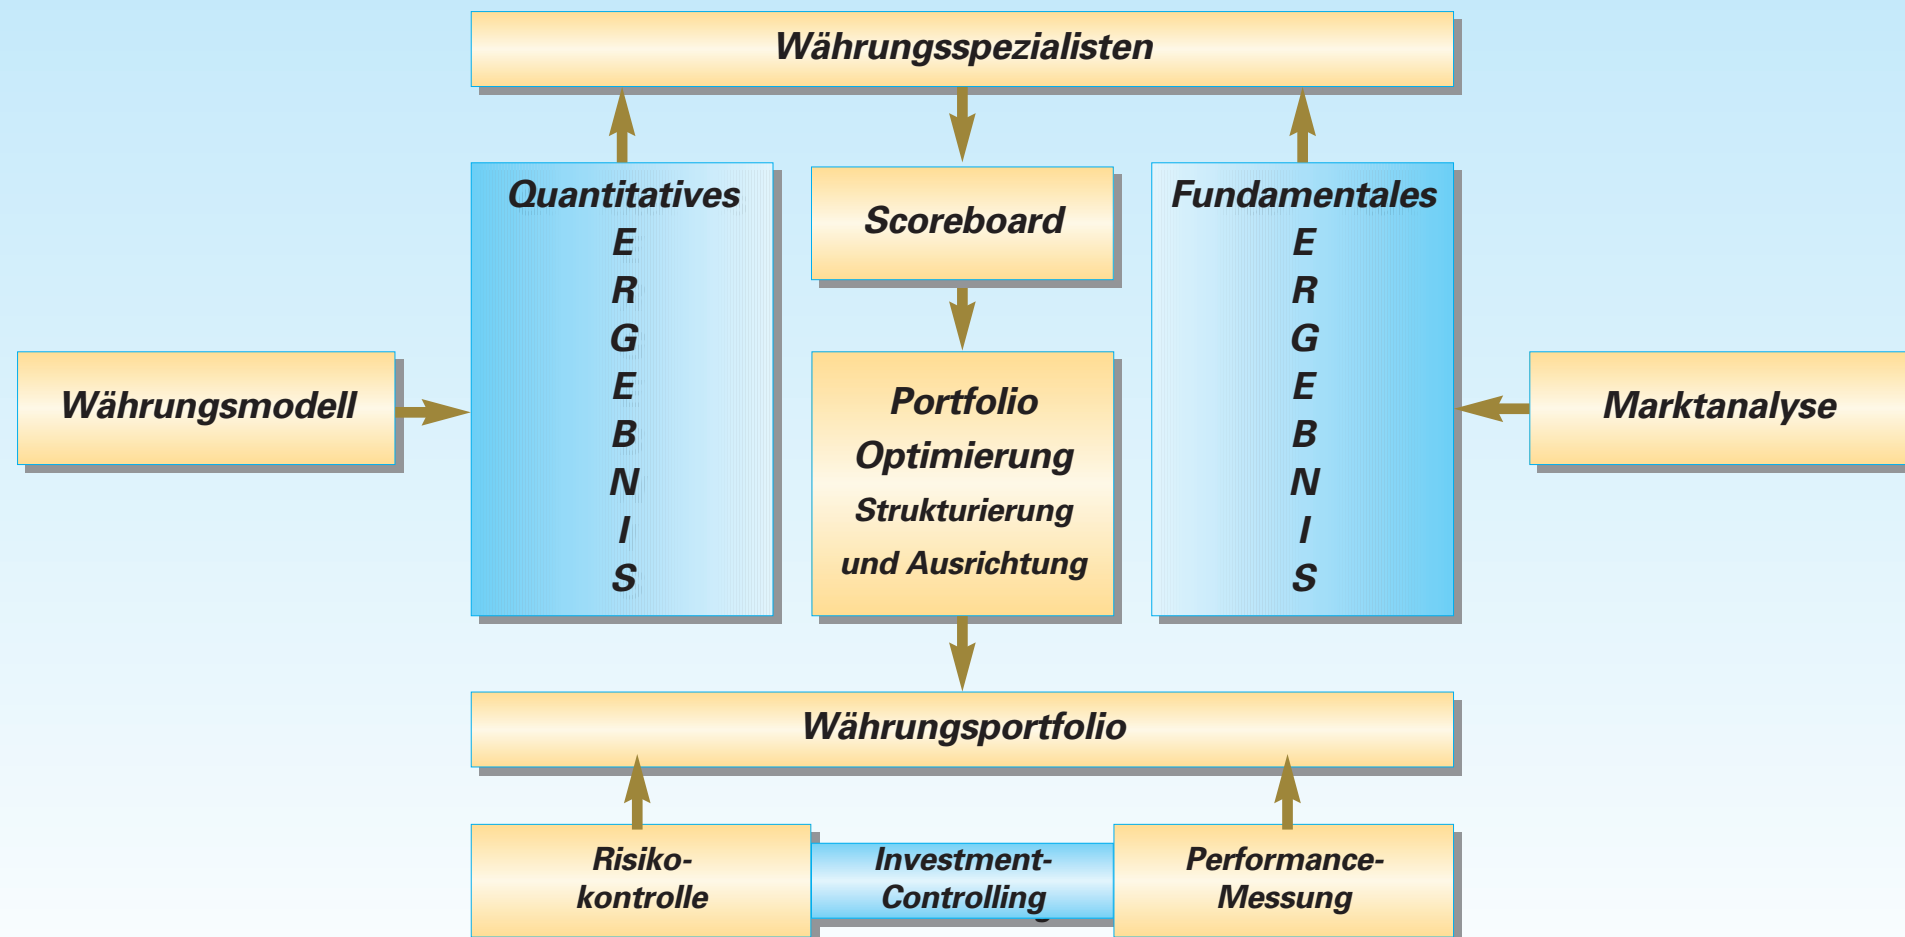 Währungsspezialisten
Quantitatives
E
R
G
E
B
N
I
S
Scoreboard
Fundamentales
E
R
G
E
B
N
I
S
Währungsmodell
Portfolio
Optimierung
Strukturierung
und Ausrichtung
Marktanalyse
Währungsportfolio
Risiko-
kontrolle
Investment-
Controlling
Performance-
Messung